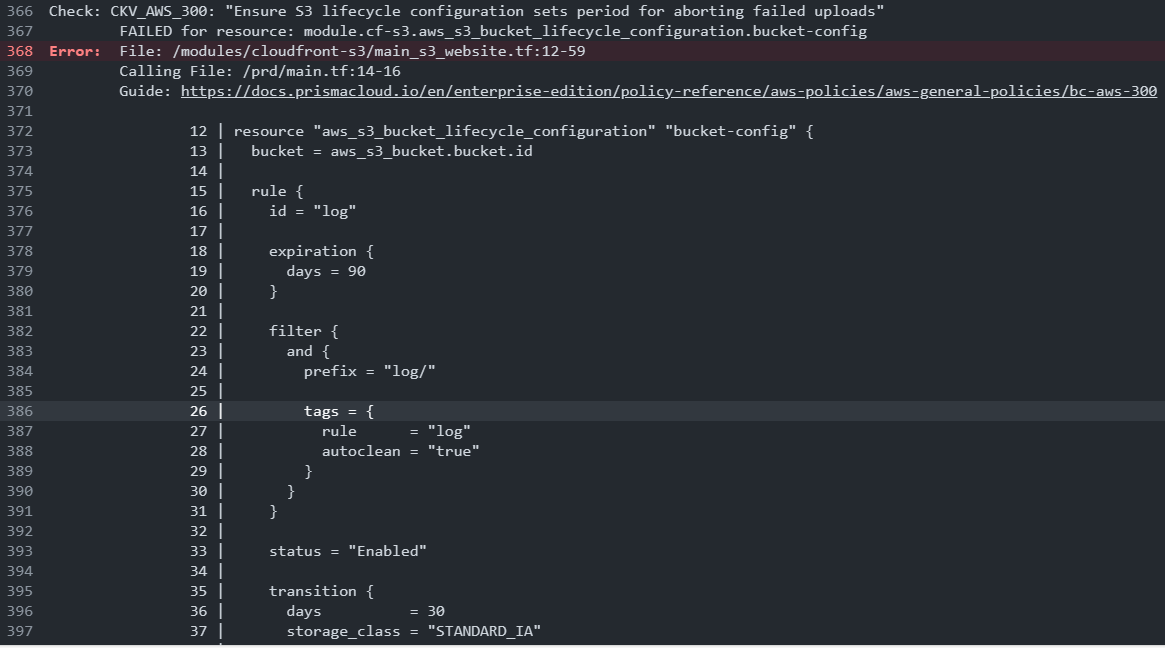 366 Check: CKV_AWS_300: "Ensure S3 lifecycle configuration sets period for aborting failed uploads"
367 FAILED for resource: module.cf-s3.aws_s3_bucket_lifecycle_configuration.bucket-config
368 Error: File: /modules/cloudfront-s3/main_s3_website.tf:12-59
369 Calling File: /prd/main.tf:14-16
370 Guide: https://docs.prismacloud.io/en/enterprise-edition/policy-reference/aws-policies/aws-general-policies/bc-aws-300
371
372 12 | resource "aws_s3_bucket_lifecycle_configuration" "bucket-config" {
373 13 |   bucket = aws_s3_bucket.bucket.id
374 14 |
375 15 |   rule {
376 16 |     id = "log"
377 17 |
378 18 |     expiration {
379 19 |       days = 90
380 20 |     }
381 21 |
382 22 |     filter {
383 23 |       and {
384 24 |         prefix = "log/"
385 25 |
386 26 |         tags = {
387 27 |           rule      = "log"
388 28 |           autoclean = "true"
389 29 |         }
390 30 |       }
391 31 |     }
392 32 |
393 33 |     status = "Enabled"
394 34 |
395 35 |     transition {
396 36 |       days          = 30
397 37 |       storage_class = "STANDARD_IA"